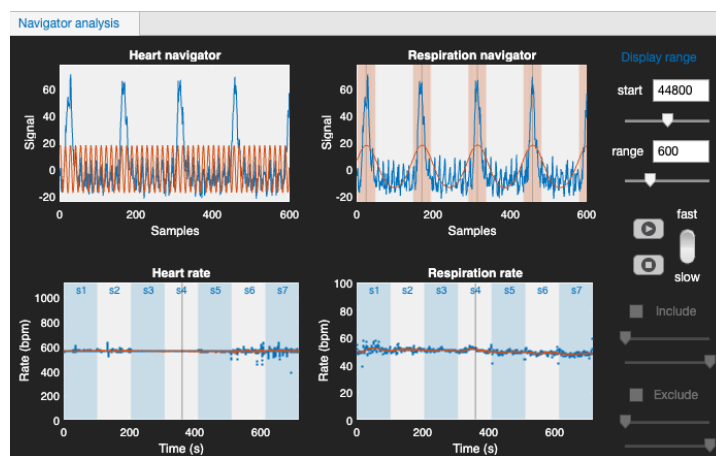 Navigator analysis
Heart navigator
Signal
60
40
20
0
-20
0
200
400
600
Samples
Respiration navigator
Signal
60
40
20
0
-20
0
200
400
600
Samples
Display range
start 44800
range 600
fast
slow
Include
Exclude
Heart rate
s1 s2 s3 s4 s5 s6 s7
Rate (bpm)
1000
800
600
400
200
0
0
200
400
600
Time (s)
Respiration rate
s1 s2 s3 s4 s5 s6 s7
Rate (bpm)
100
80
60
40
20
0
0
200
400
600
Time (s)